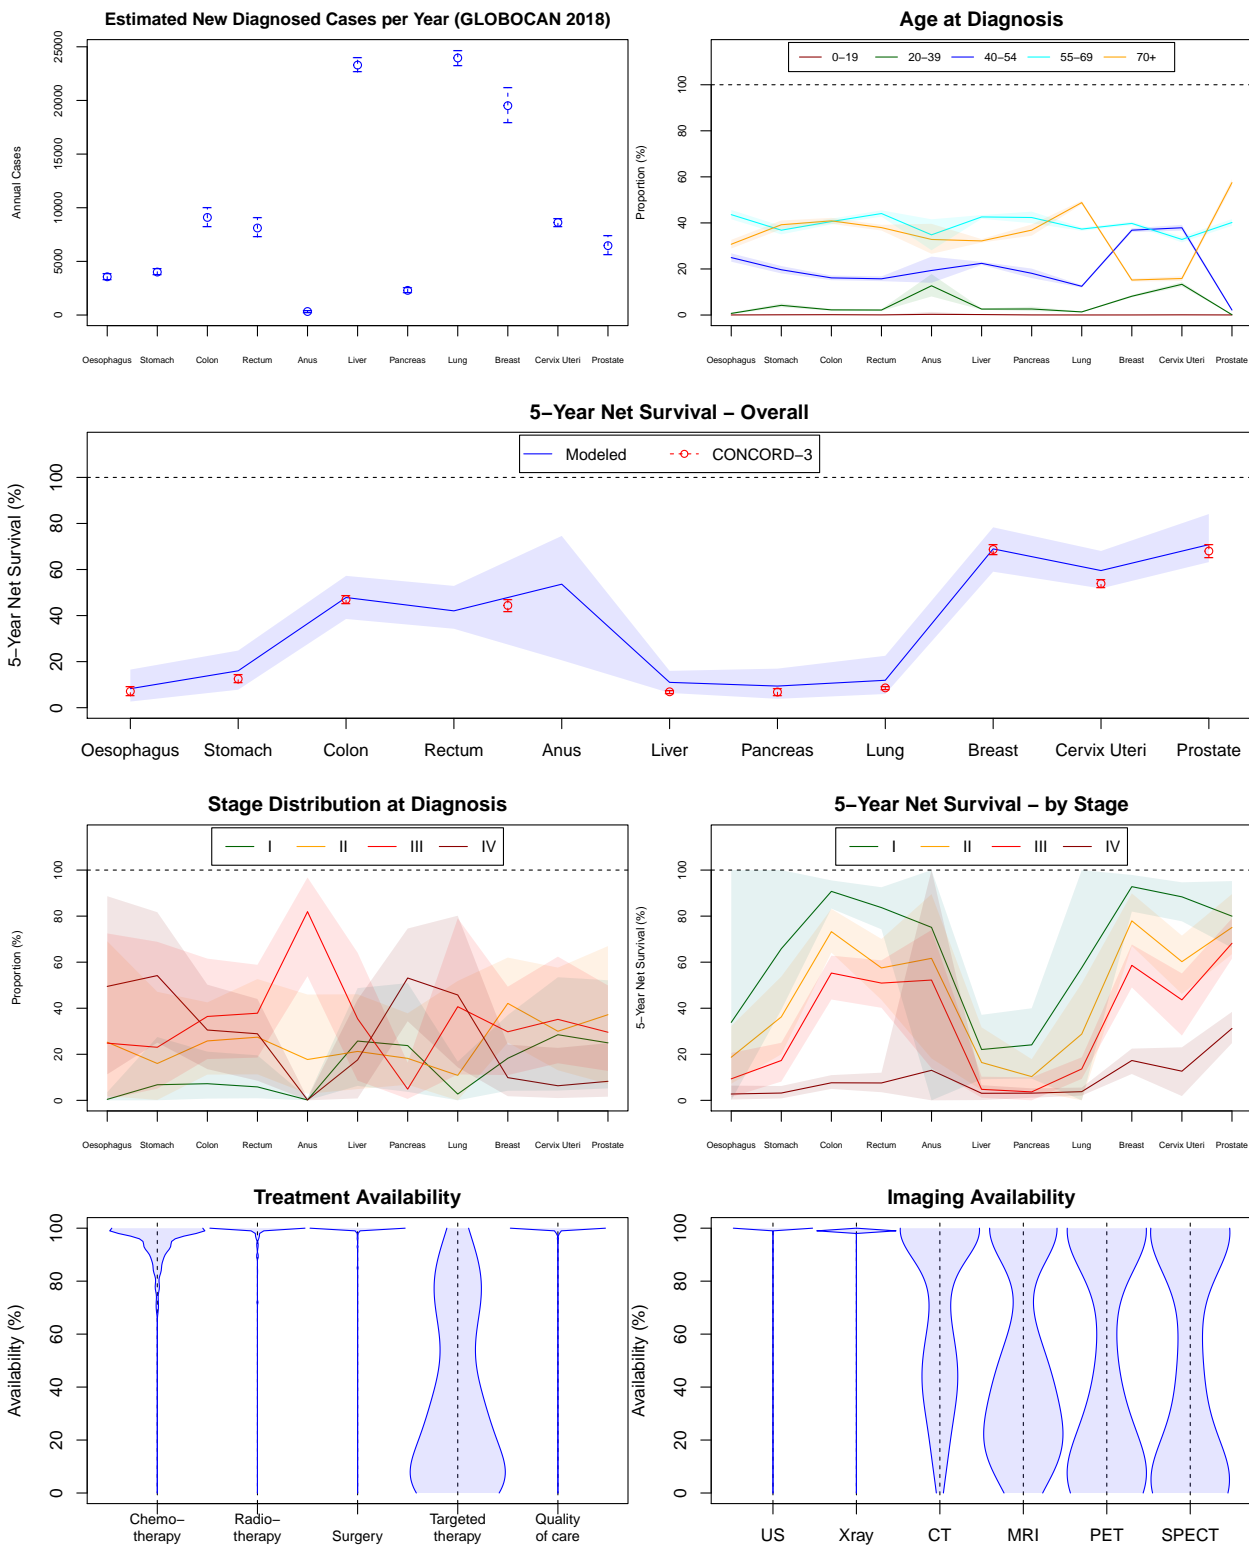 Estimated New Diagnosed Cases per Year (GLOBOCAN 2018)
Annual Cases
0
5000
10000
15000
20000
25000
Oesophagus Stomach Colon Rectum Anus Liver Pancreas Lung Breast Cervix Uteri Prostate
Age at Diagnosis
0−19 20−39 40−54 55−69 70+
Proportion (%)
0
20
40
60
80
100
Oesophagus Stomach Colon Rectum Anus Liver Pancreas Lung Breast Cervix Uteri Prostate
5−Year Net Survival − Overall
Modeled CONCORD−3
5−Year Net Survival (%)
0
20
40
60
80
100
Oesophagus Stomach Colon Rectum Anus Liver Pancreas Lung Breast Cervix Uteri Prostate
Stage Distribution at Diagnosis
I II III IV
Proportion (%)
0
20
40
60
80
100
Oesophagus Stomach Colon Rectum Anus Liver Pancreas Lung Breast Cervix Uteri Prostate
5−Year Net Survival − by Stage
I II III IV
5−Year Net Survival (%)
0
20
40
60
80
100
Oesophagus Stomach Colon Rectum Anus Liver Pancreas Lung Breast Cervix Uteri Prostate
Treatment Availability
Availability (%)
0
20
40
60
80
100
Chemo−
therapy
Radio−
therapy
Surgery
Targeted
therapy
Quality
of care
Imaging Availability
Availability (%)
0
20
40
60
80
100
US Xray CT MRI PET SPECT